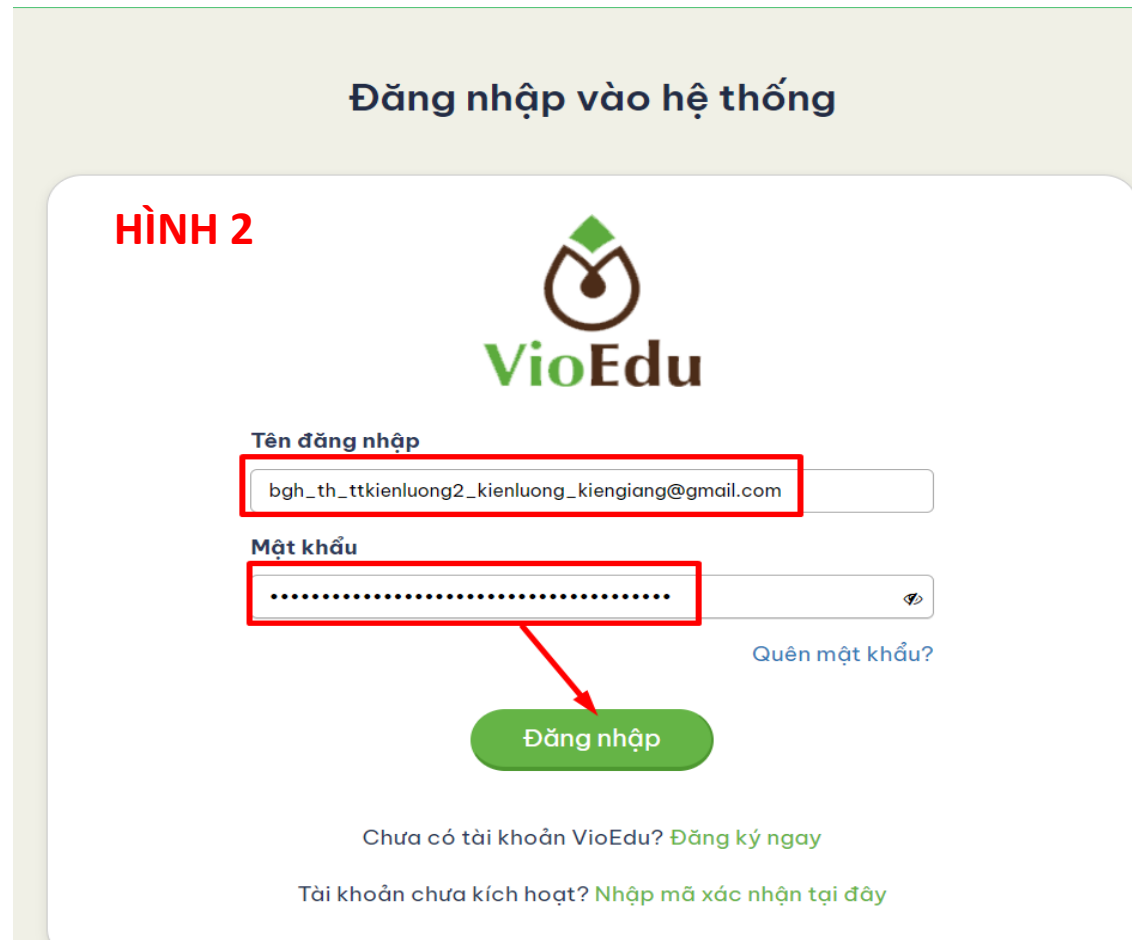 Đăng nhập vào hệ thống
HÌNH 2
VioEdu
Tên đăng nhập
bgh_th_ttkienluong2_kienluong_kiengiang@gmail.com
Mật khẩu
•••••••••••••••••••••••••••••••••••••••
Quên mật khẩu?
Đăng nhập
Chưa có tài khoản VioEdu? Đăng ký ngay
Tài khoản chưa kích hoạt? Nhập mã xác nhận tại đây